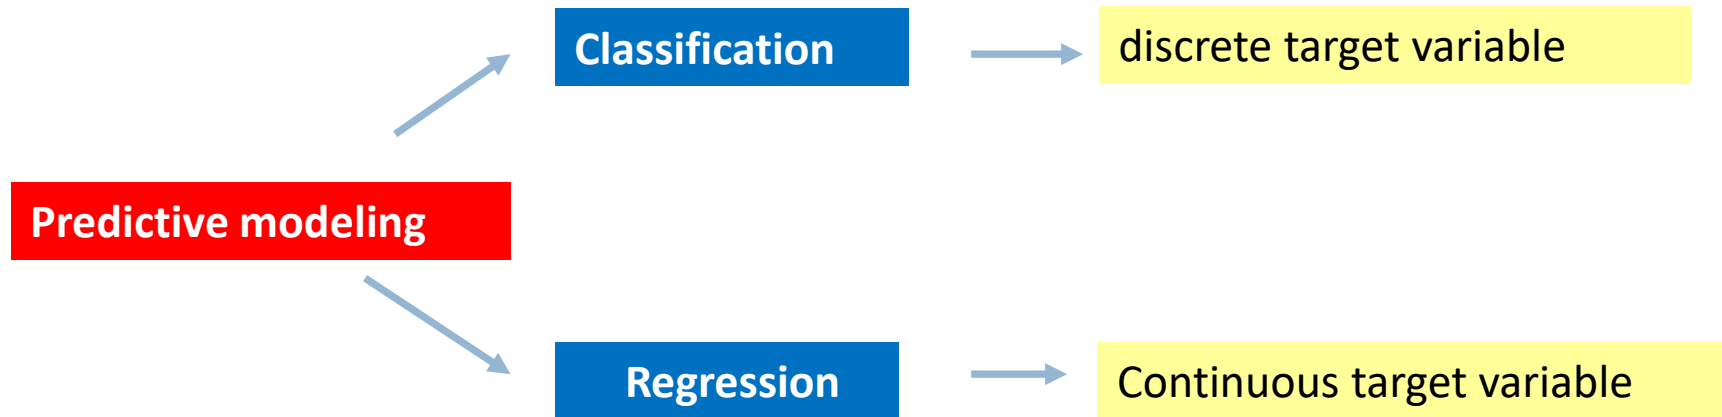 Classification
discrete target variable
Predictive modeling
Regression
Continuous target variable